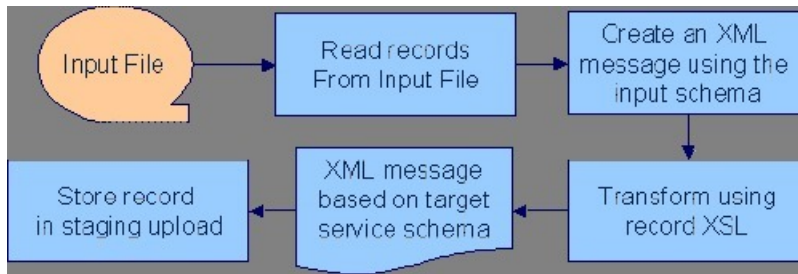 Input File
Read records
From Input File
Create an XML
message using the
input schema
Transform using
record XSL
XML message
based on target
service schema
Store record
in staging upload